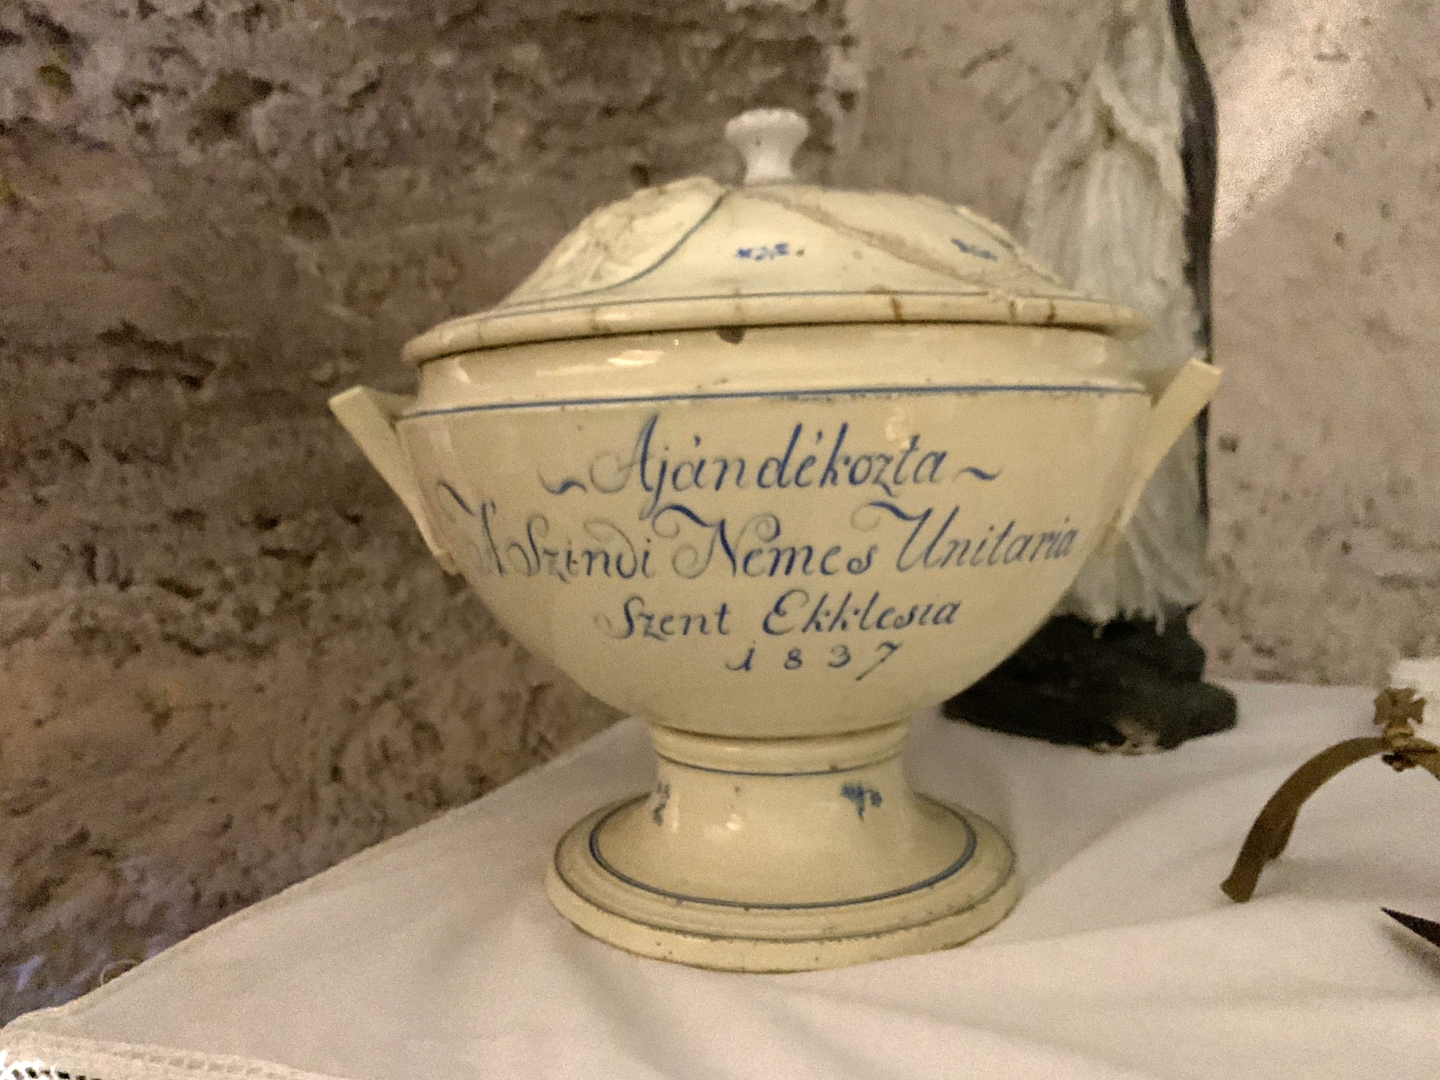 ~ Ajándékozta ~
K Szindi Nemes Unitaria
Szent Ekklesia
1837